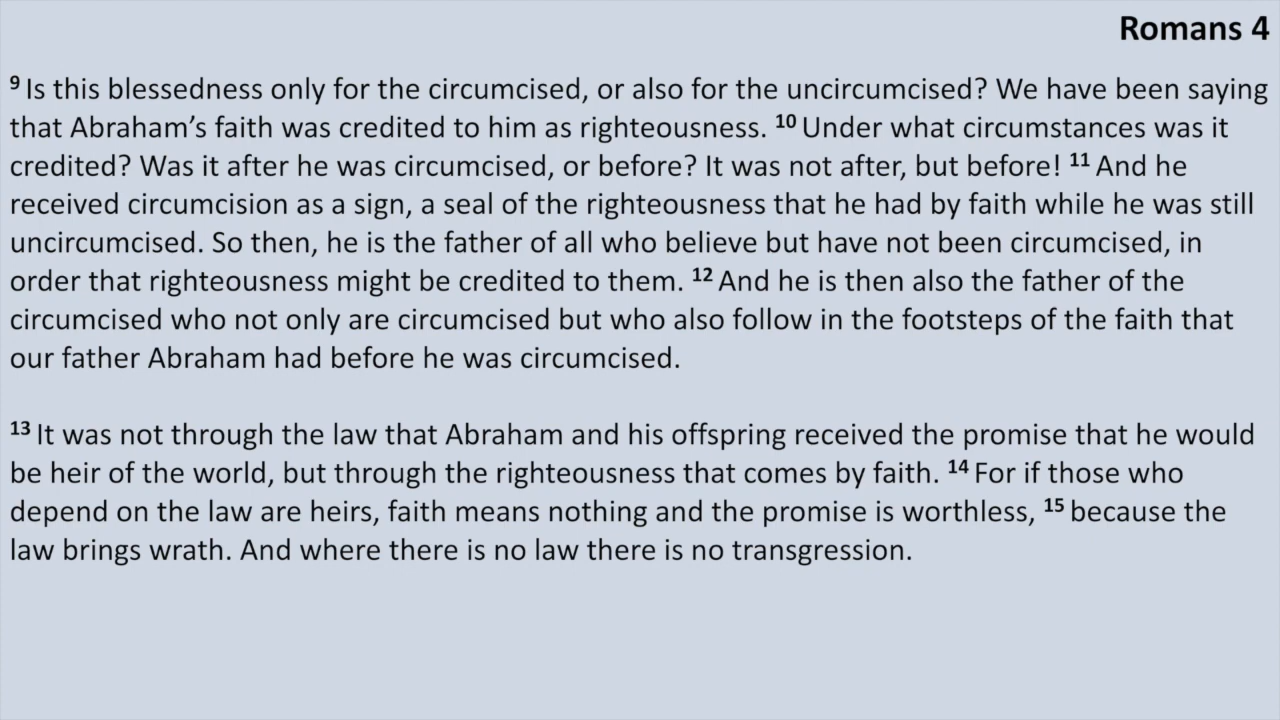 Romans 4
9 Is this blessedness only for the circumcised, or also for the uncircumcised? We have been saying
that Abraham’s faith was credited to him as righteousness. 10 Under what circumstances was it
credited? Was it after he was circumcised, or before? It was not after, but before! 11 And he
received circumcision as a sign, a seal of the righteousness that he had by faith while he was still
uncircumcised. So then, he is the father of all who believe but have not been circumcised, in
order that righteousness might be credited to them. 12 And he is then also the father of the
circumcised who not only are circumcised but who also follow in the footsteps of the faith that
our father Abraham had before he was circumcised.
13 It was not through the law that Abraham and his offspring received the promise that he would
be heir of the world, but through the righteousness that comes by faith. 14 For if those who
depend on the law are heirs, faith means nothing and the promise is worthless, 15 because the
law brings wrath. And where there is no law there is no transgression.